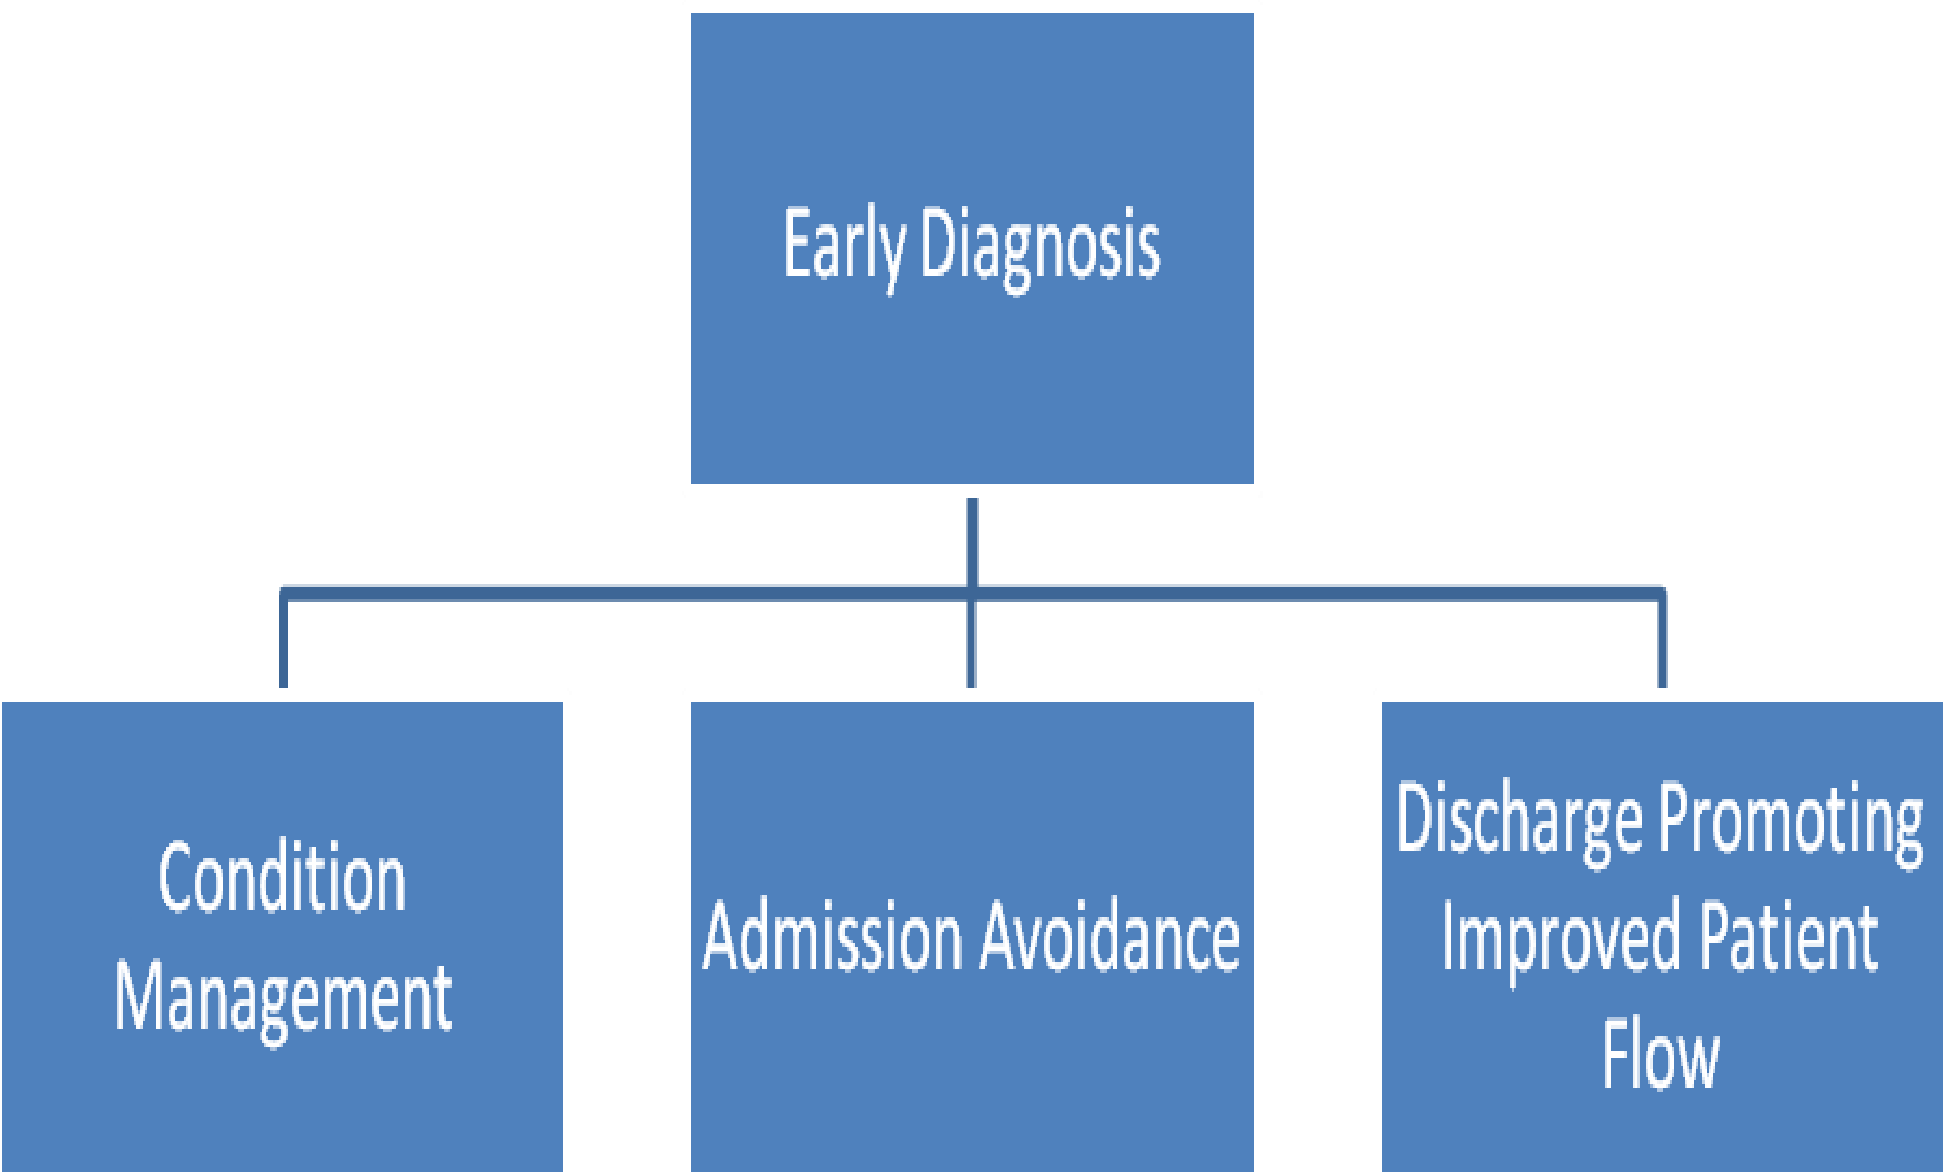 Early Diagnosis
Condition
Management
Admission Avoidance
Discharge Promoting
Improved Patient
Flow